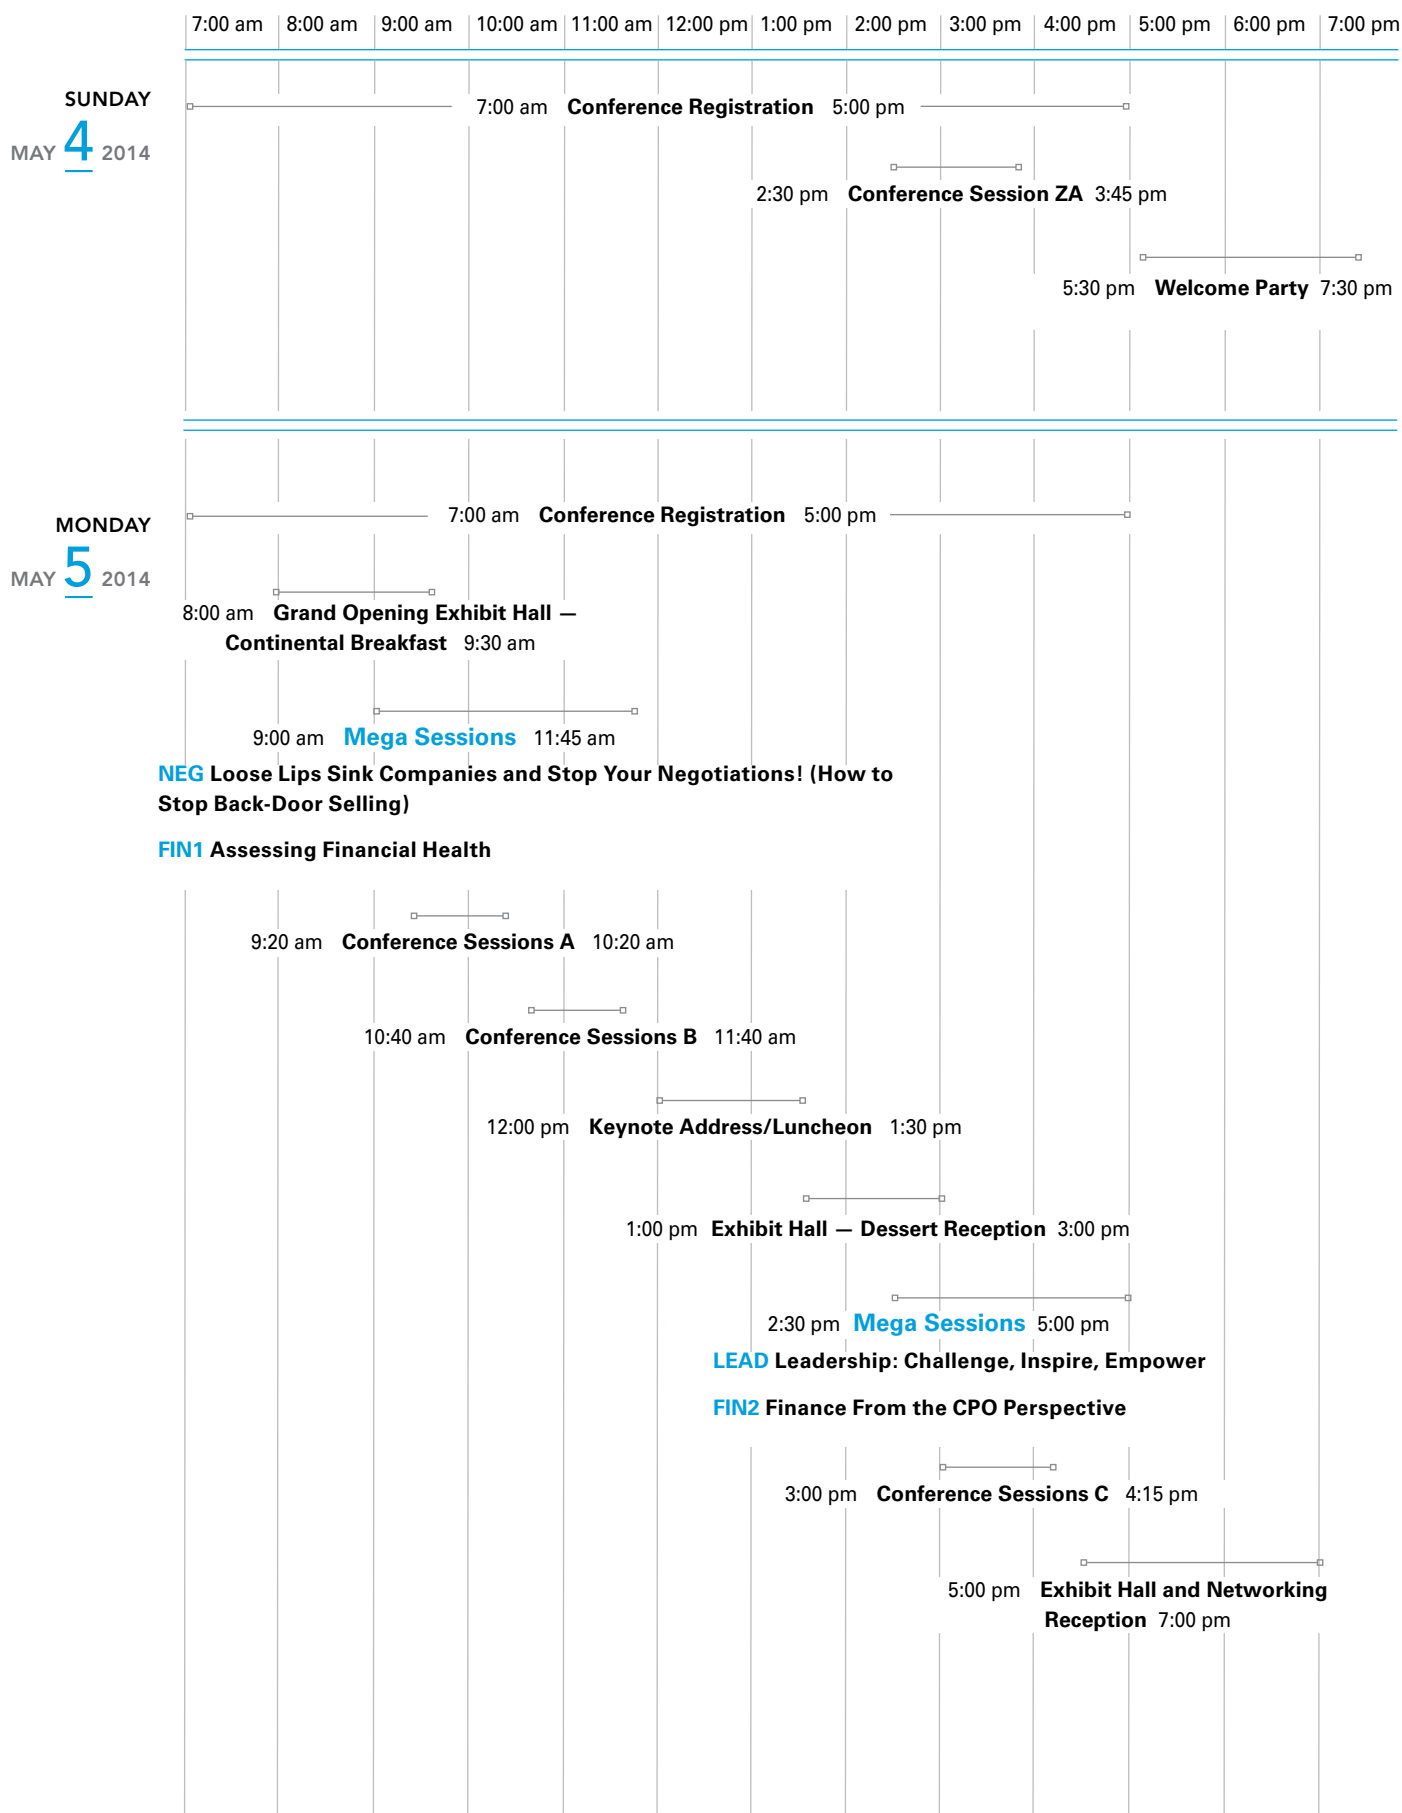 7:00 am 8:00 am 9:00 am 10:00 am 11:00 am 12:00 pm 1:00 pm 2:00 pm 3:00 pm 4:00 pm 5:00 pm 6:00 pm 7:00 pm
SUNDAY
MAY 4 2014
7:00 am Conference Registration 5:00 pm
2:30 pm Conference Session ZA 3:45 pm
5:30 pm Welcome Party 7:30 pm
MONDAY
MAY 5 2014
7:00 am Conference Registration 5:00 pm
8:00 am Grand Opening Exhibit Hall —
Continental Breakfast 9:30 am
9:00 am Mega Sessions 11:45 am
NEG Loose Lips Sink Companies and Stop Your Negotiations! (How to
Stop Back-Door Selling)
FIN1 Assessing Financial Health
9:20 am Conference Sessions A 10:20 am
10:40 am Conference Sessions B 11:40 am
12:00 pm Keynote Address/Luncheon 1:30 pm
1:00 pm Exhibit Hall — Dessert Reception 3:00 pm
2:30 pm Mega Sessions 5:00 pm
LEAD Leadership: Challenge, Inspire, Empower
FIN2 Finance From the CPO Perspective
3:00 pm Conference Sessions C 4:15 pm
5:00 pm Exhibit Hall and Networking
Reception 7:00 pm